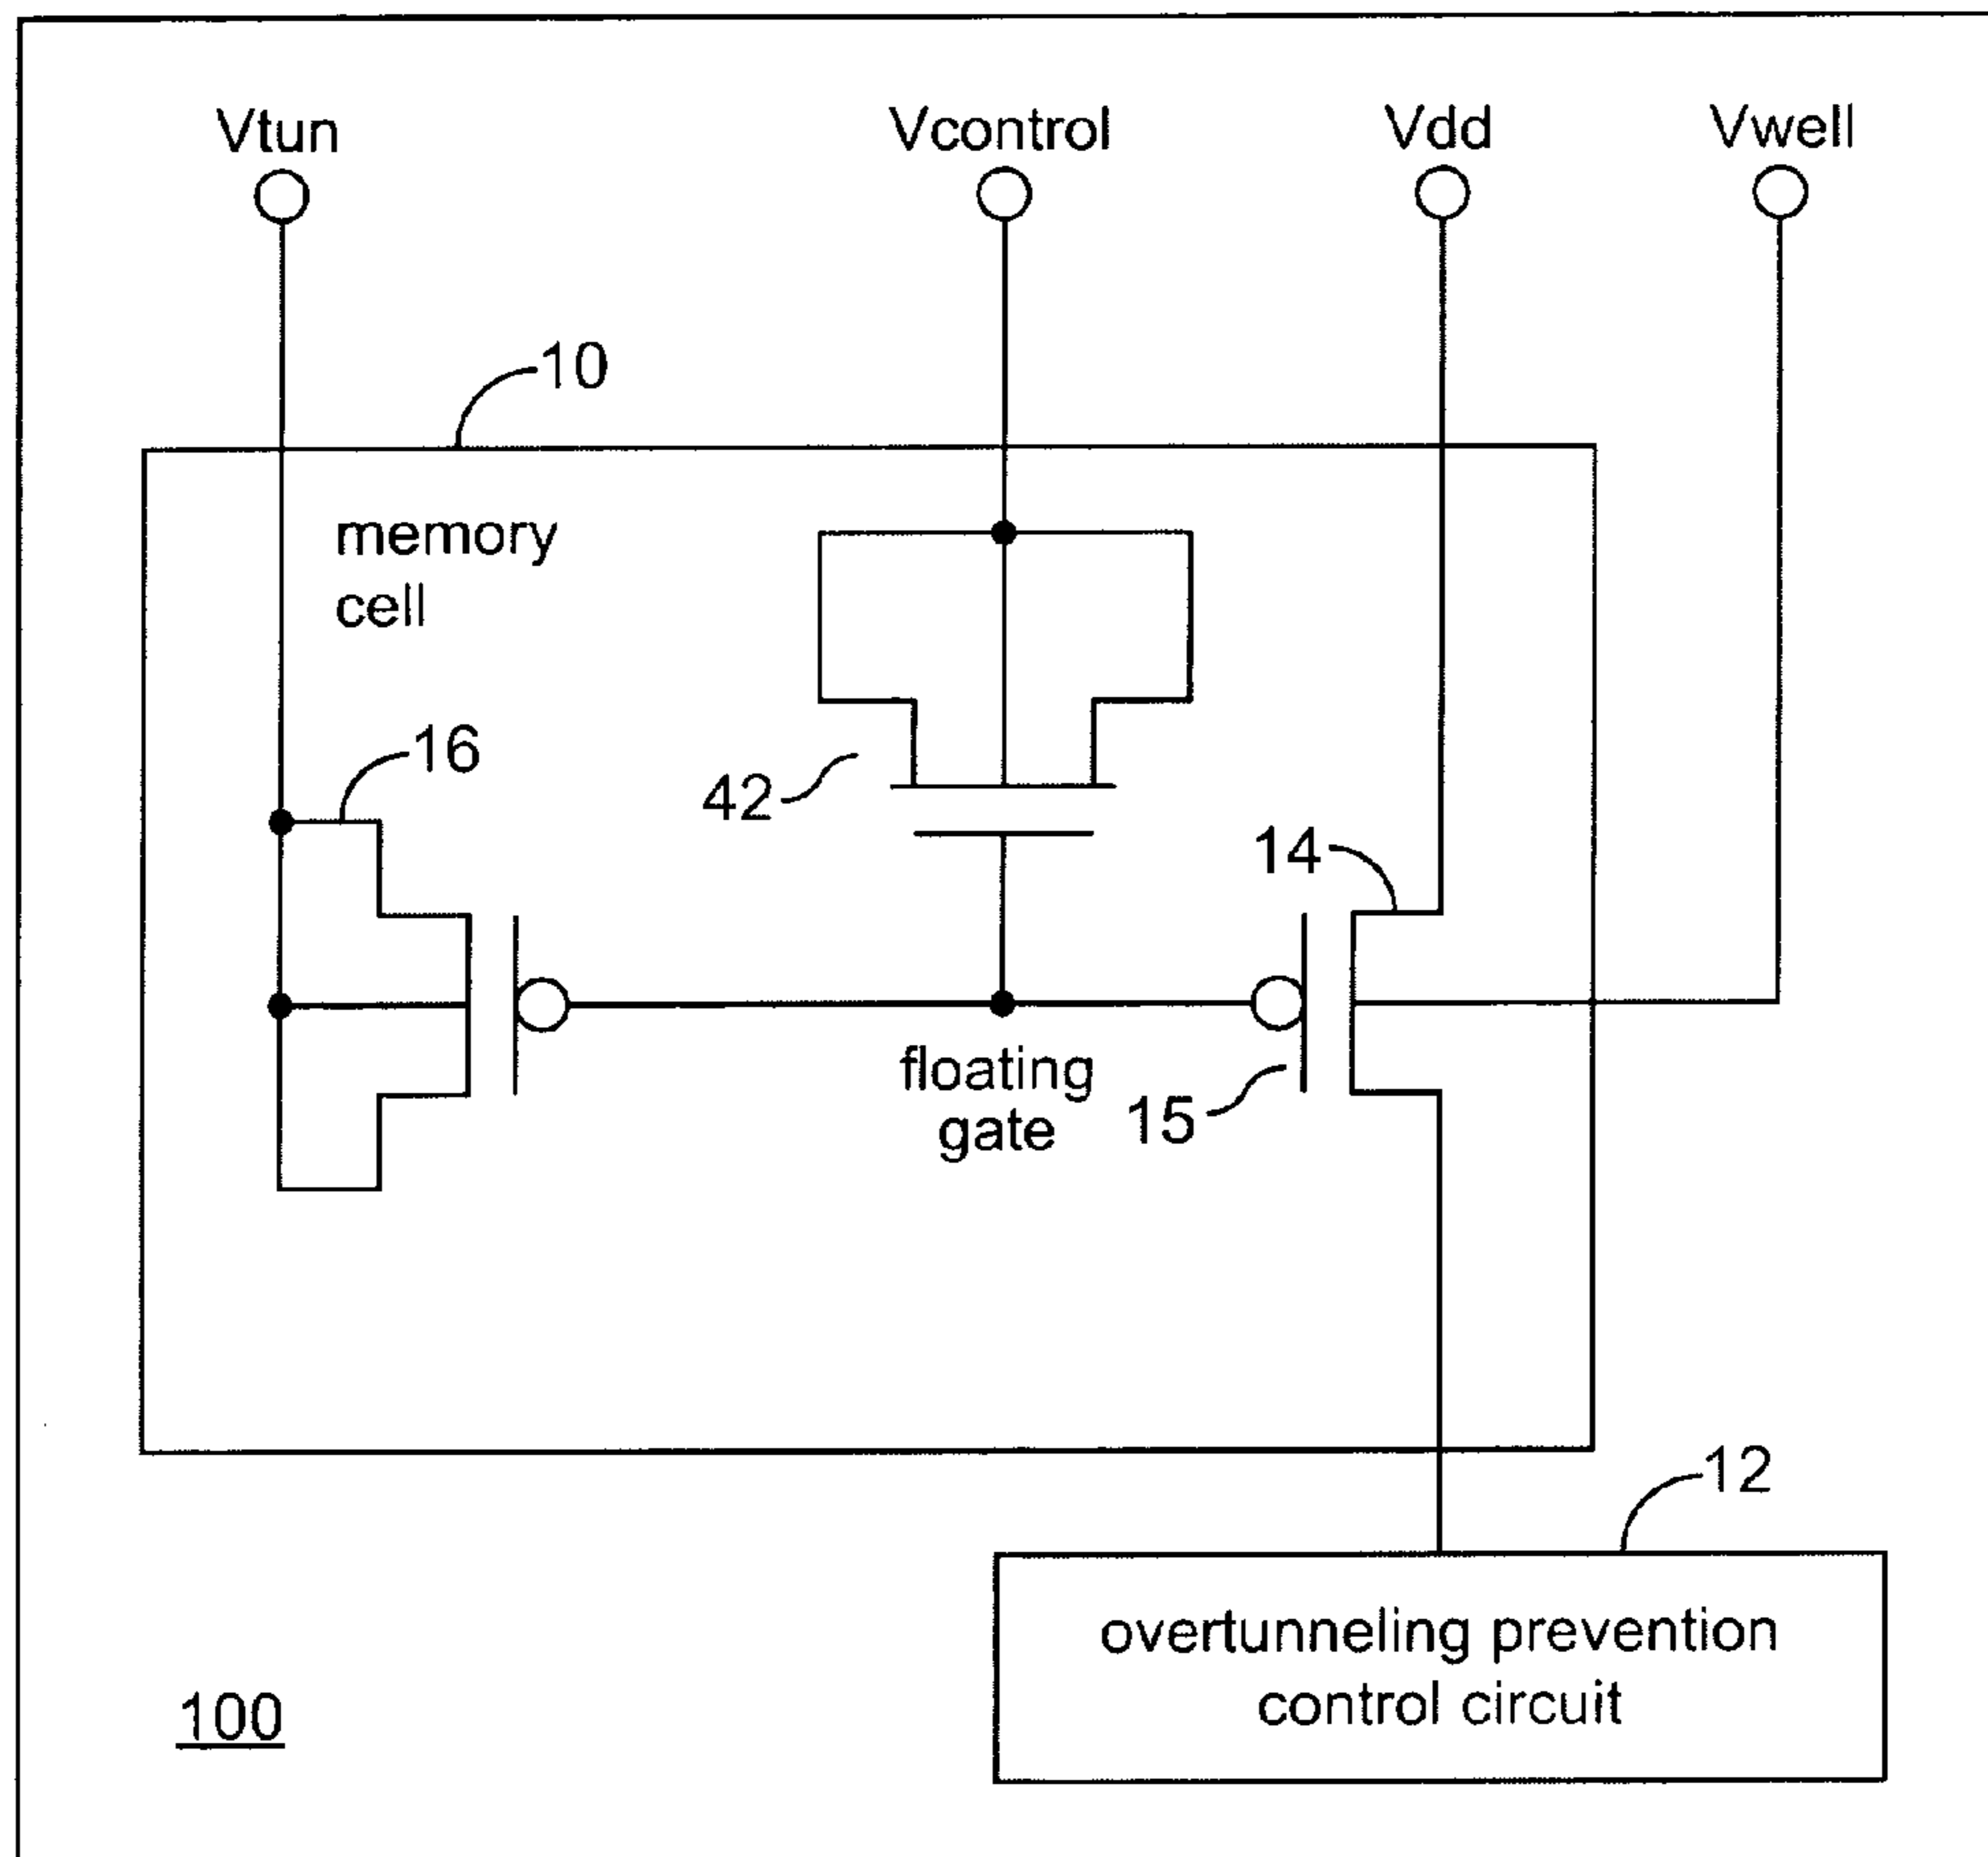 Vtun
Vcontrol
Vdd
Vwell
10
memory
cell
16
42
14
floating
gate
15
12
overtunneling prevention
control circuit
100